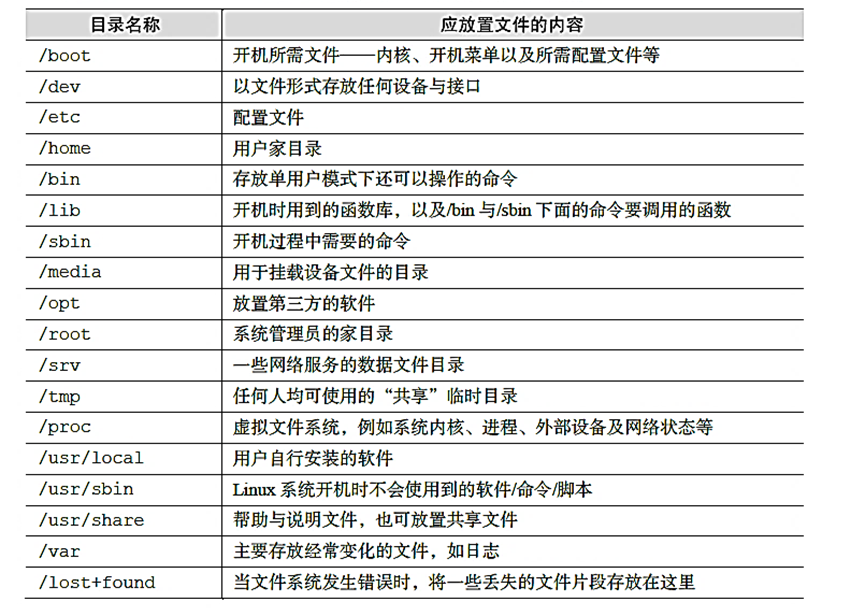 目录名称 应放置文件的内容
/boot 开机所需文件——内核、开机菜单以及所需配置文件等
/dev 以文件形式存放任何设备与接口
/etc 配置文件
/home 用户家目录
/bin 存放单用户模式下还可以操作的命令
/lib 开机时用到的函数库，以及/bin 与/sbin 下面的命令要调用的函数
/sbin 开机过程中需要的命令
/media 用于挂载设备文件的目录
/opt 放置第三方的软件
/root 系统管理员的家目录
/srv 一些网络服务的数据文件目录
/tmp 任何人均可使用的“共享”临时目录
/proc 虚拟文件系统，例如系统内核、进程、外部设备及网络状态等
/usr/local 用户自行安装的软件
/usr/sbin Linux 系统开机时不会使用到的软件/命令/脚本
/usr/share 帮助与说明文件，也可放置共享文件
/var 主要存放经常变化的文件，如日志
/lost+found 当文件系统发生错误时，将一些丢失的文件片段存放在这里